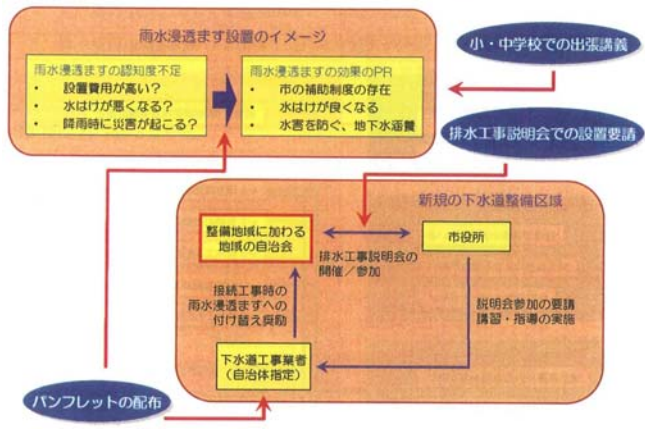 雨水浸透ます設置のイメージ
雨水浸透ますの認知度不足
• 設置費用が高い?
• 水はけが悪くなる?
• 降雨時に災害が起こる?
雨水浸透ますの効果のPR
• 市の補助制度の存在
• 水はけが良くなる
• 水害を防ぐ、地下水涵養
小・中学校での出張講義
排水工事説明会での設置要請
新規の下水道整備区域
整備地域に加わる
地域の自治会
市役所
排水工事説明会の
開催/参加
接続工事時の
雨水浸透ますへの
付け替え奨励
説明会参加の要請
講習・指導の実施
下水道工事業者
(自治体指定)
パンフレットの配布